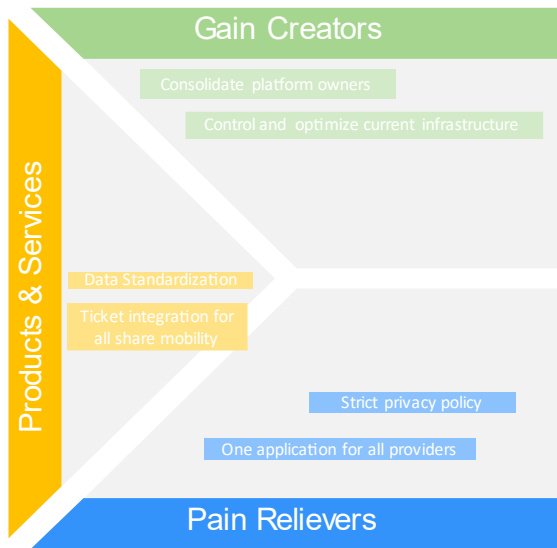 Gain Creators
Consolidate platform owners
Control and optimize current infrastructure
Products & Services
Data Standardization
Ticket integration for
all share mobility
Strict privacy policy
One application for all providers
Pain Relievers